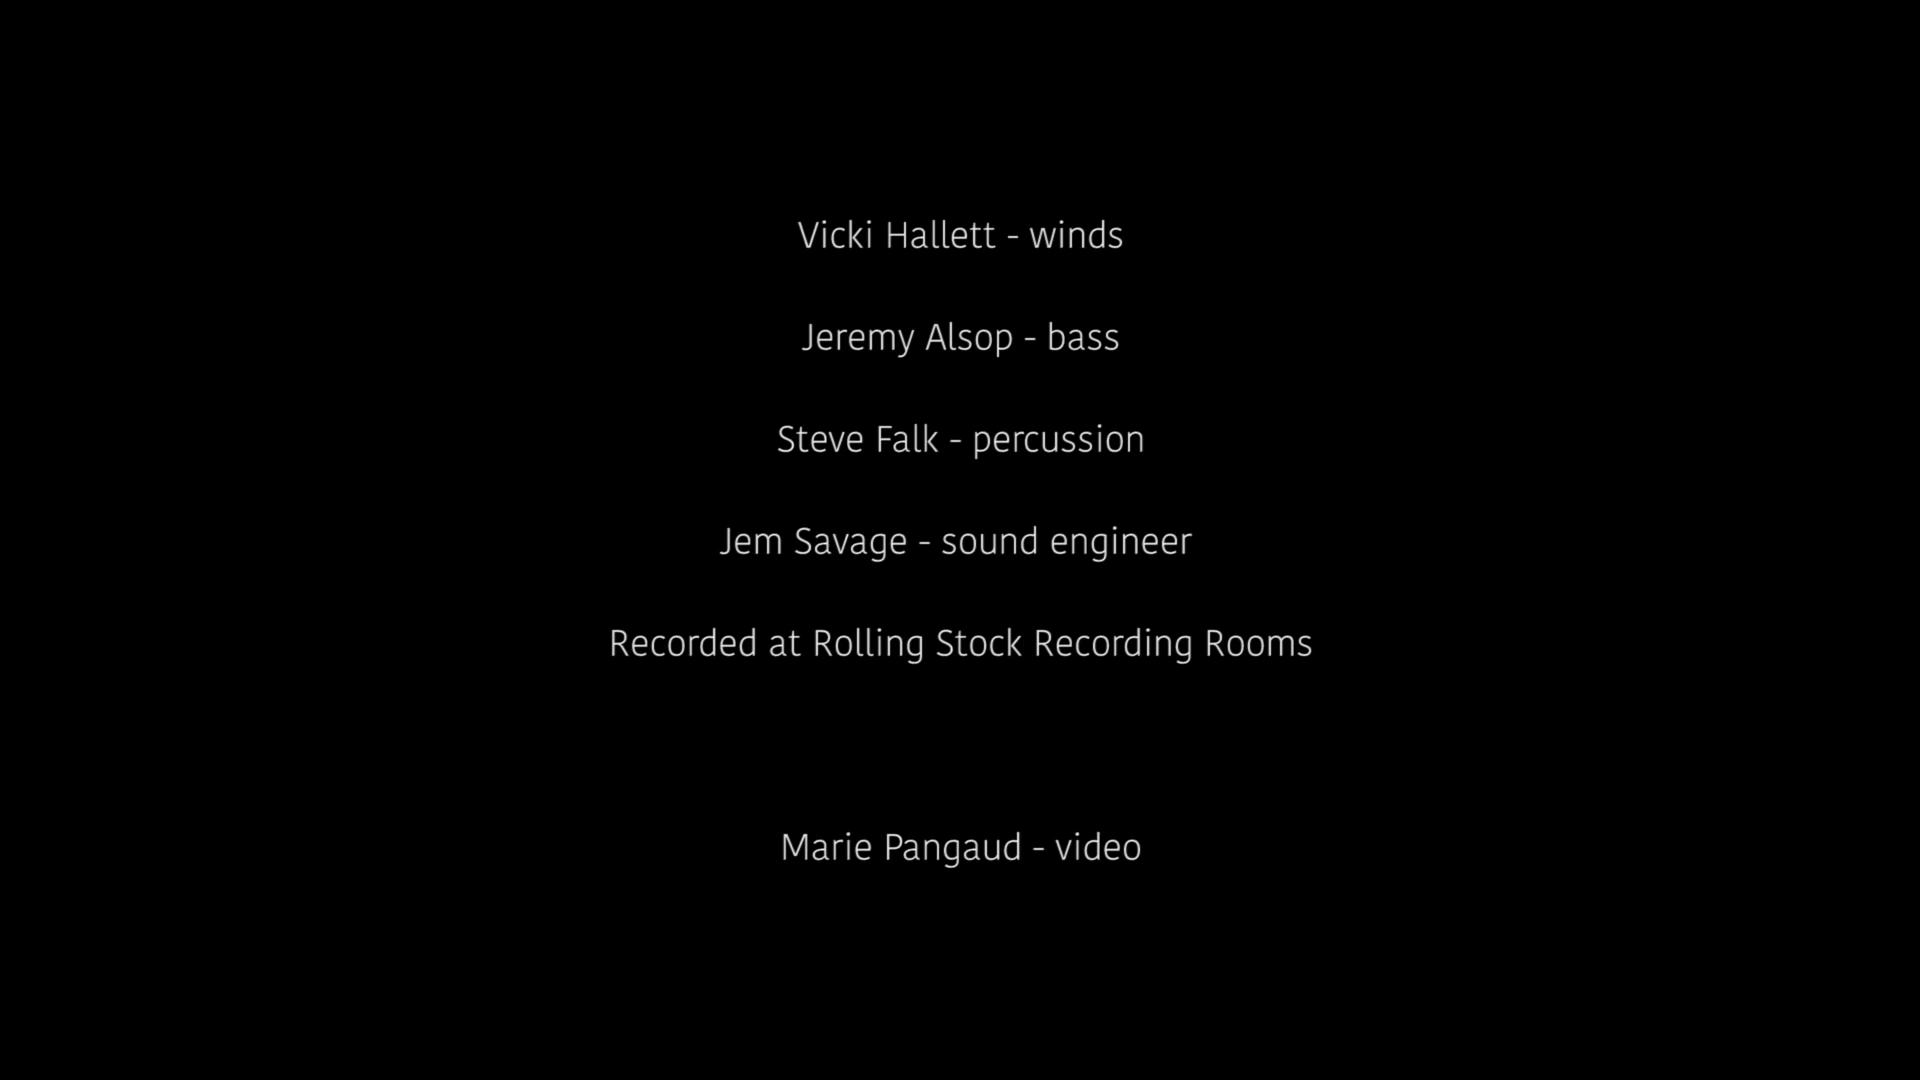 Vicki Hallett - winds
Jeremy Alsop - bass
Steve Falk - percussion
Jem Savage - sound engineer
Recorded at Rolling Stock Recording Rooms
Marie Pangaud - video